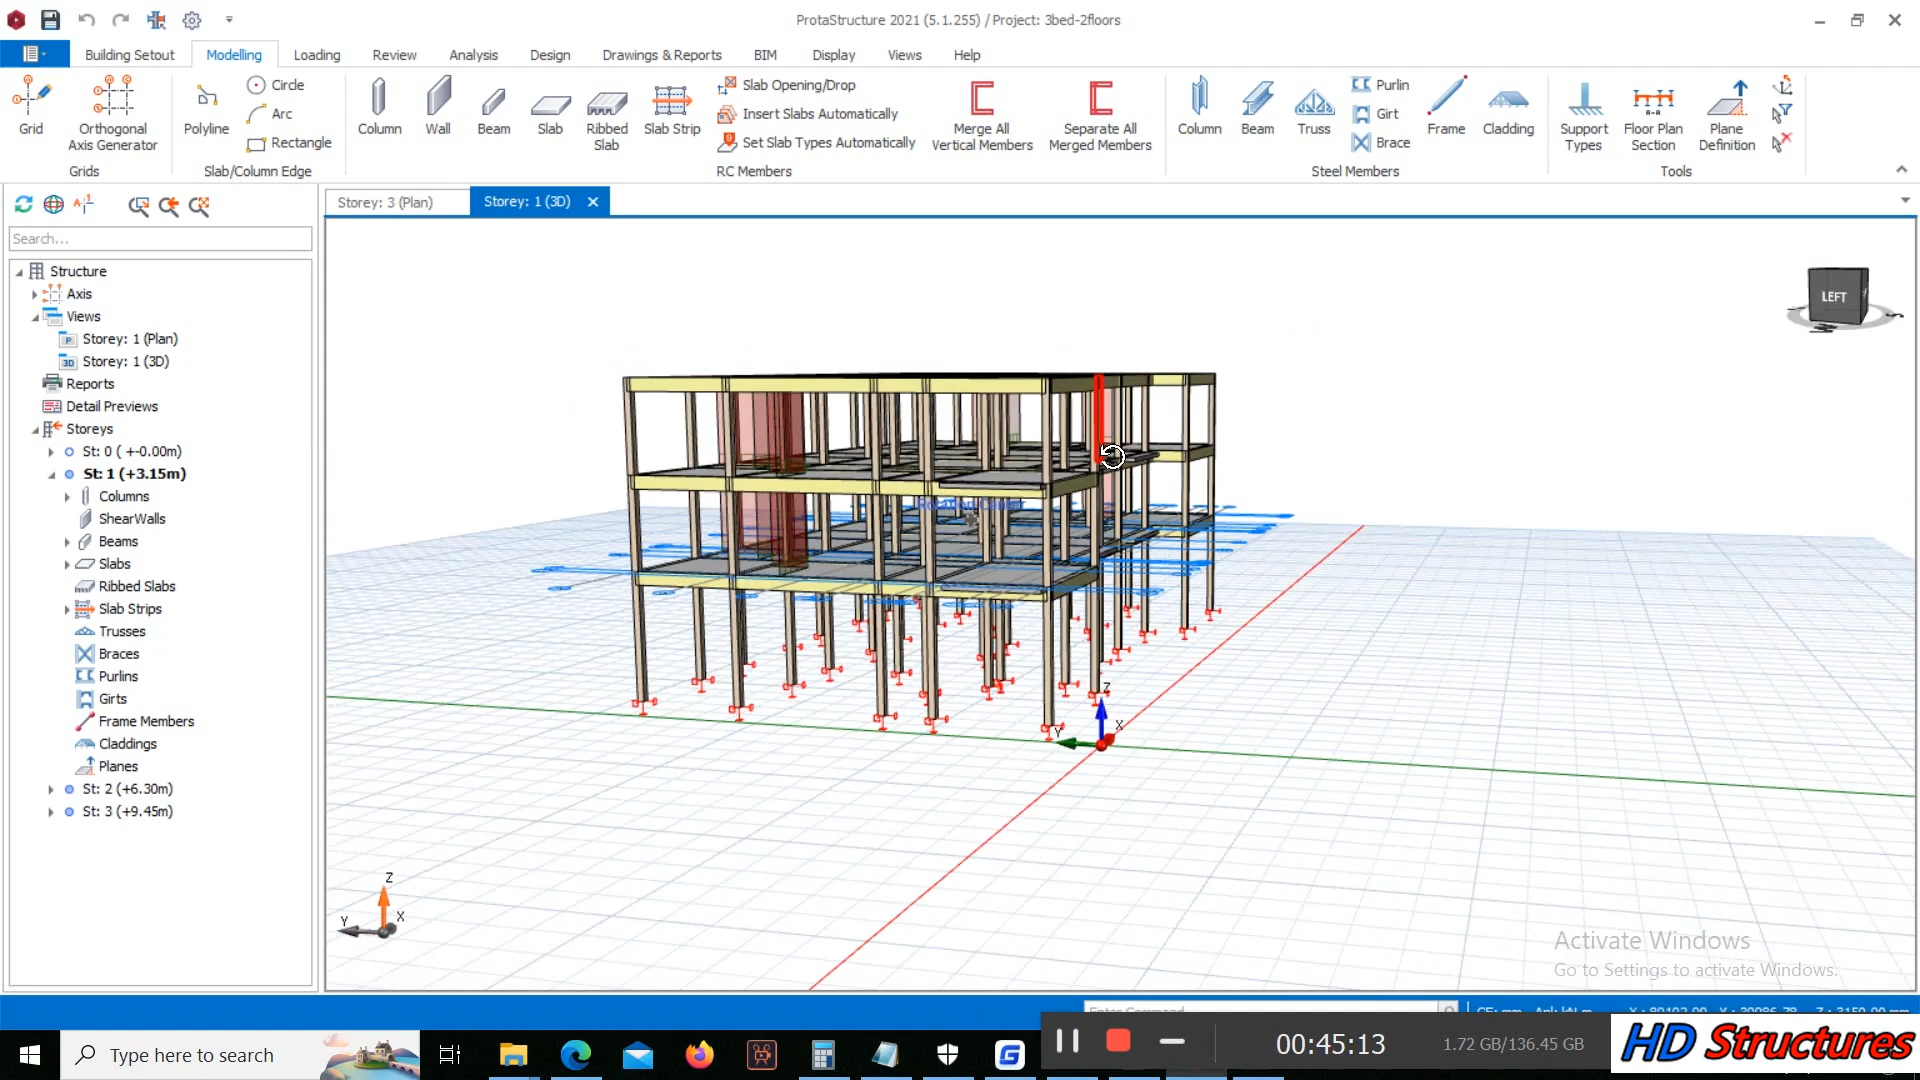 ProtaStructure 2021 (5.1.255) / Project: 3bed-2floors
Building Setout Modelling Loading Review Analysis Design Drawings & Reports BIM Display Views Help
Grid
Orthogonal Axis Generator
Grids
Polyline
Circle
Arc
Rectangle
Slab/Column Edge
Column
Wall
Beam
Slab
Ribbed Slab
Slab Strip
Slab Opening/Drop
Insert Slabs Automatically
Set Slab Types Automatically
Merge All Vertical Members
Separate All Merged Members
RC Members
Column
Beam
Truss
Purlin
Girt
Brace
Frame
Cladding
Steel Members
Support Types
Floor Plan Section
Plane Definition
Tools
Search...
Structure
Axis
Views
Storey: 1 (Plan)
Storey: 1 (3D)
Reports
Detail Previews
Storeys
St: 0 ( +-0.00m)
St: 1 (+3.15m)
Columns
ShearWalls
Beams
Slabs
Ribbed Slabs
Slab Strips
Trusses
Braces
Purlins
Girts
Frame Members
Claddings
Planes
St: 2 (+6.30m)
St: 3 (+9.45m)
Storey: 3 (Plan)
Storey: 1 (3D)
LEFT
Rotation Center
Z
X
Y
Z
X
Y
Activate Windows
Go to Settings to activate Windows.
Enter Command
Type here to search
00:45:13
1.72 GB/136.45 GB
HD Structures